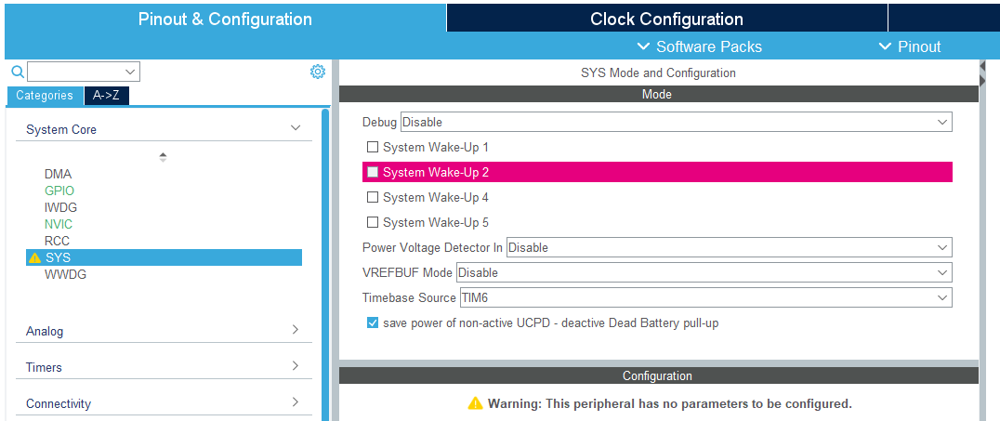 Pinout & Configuration
Clock Configuration
Software Packs
Pinout
Categories
A->Z
System Core
DMA
GPIO
IWDG
NVIC
RCC
SYS
WWDG
Analog
Timers
Connectivity
SYS Mode and Configuration
Mode
Debug Disable
System Wake-Up 1
System Wake-Up 2
System Wake-Up 4
System Wake-Up 5
Power Voltage Detector In Disable
VREFBUF Mode Disable
Timebase Source TIM6
save power of non-active UCPD - deactive Dead Battery pull-up
Configuration
Warning: This peripheral has no parameters to be configured.